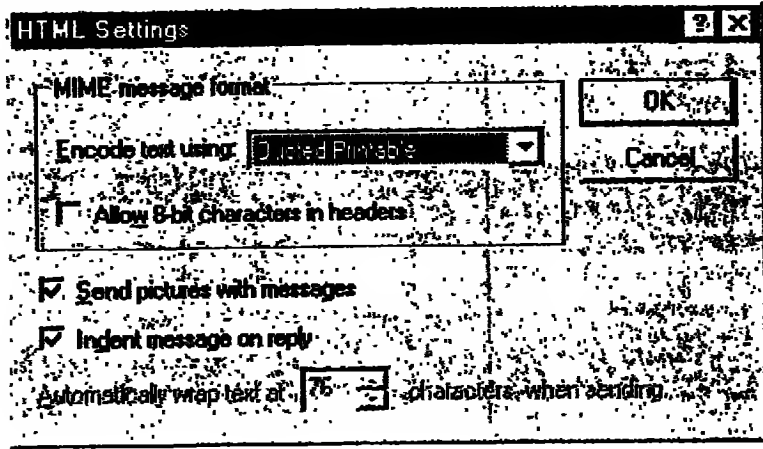 HTML Settings
MIME message format
OK
Encode text using: Quoted Printable
Cancel
Allow 8-bit characters in headers
Send pictures with messages
Indent message on reply
Automatically wrap text at 76 characters, when sending